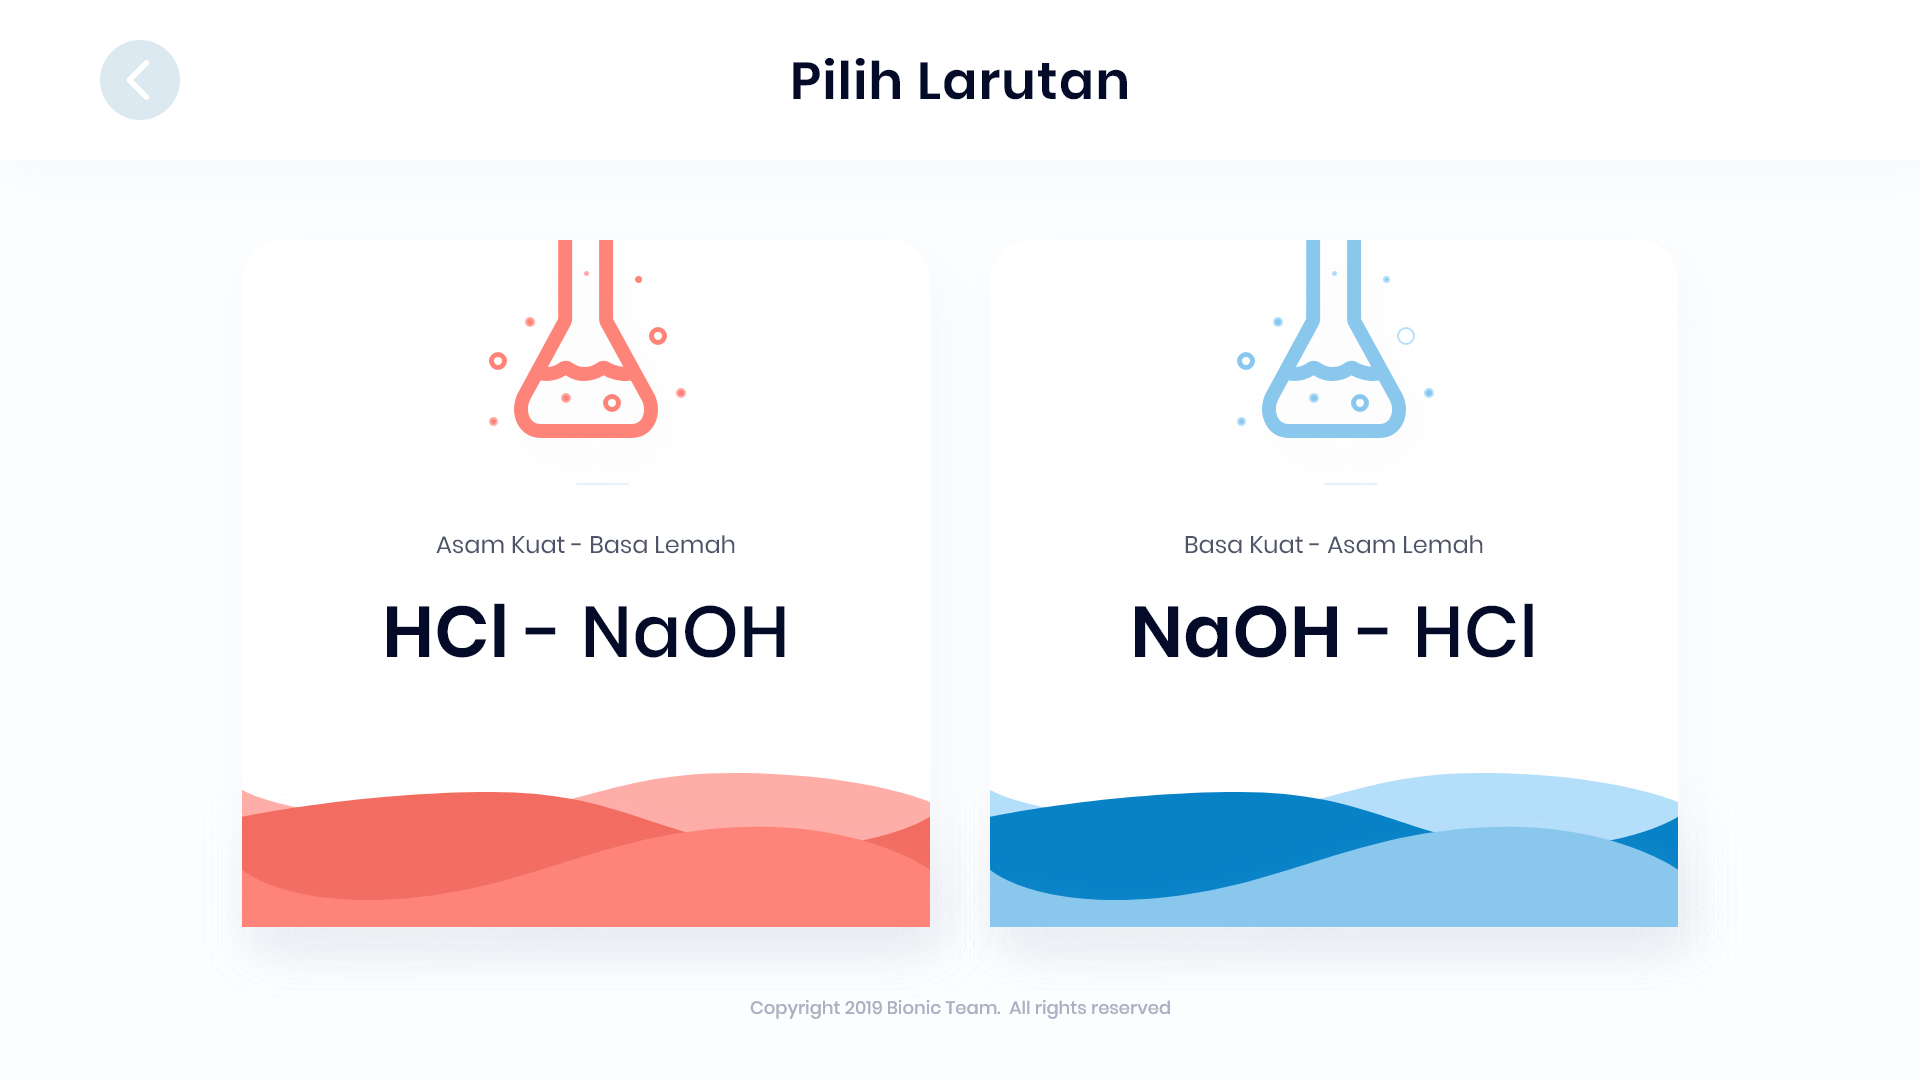 Pilih Larutan
Asam Kuat - Basa Lemah
HCl - NaOH
Basa Kuat - Asam Lemah
NaOH - HCl
Copyright 2019 Bionic Team.  All rights reserved